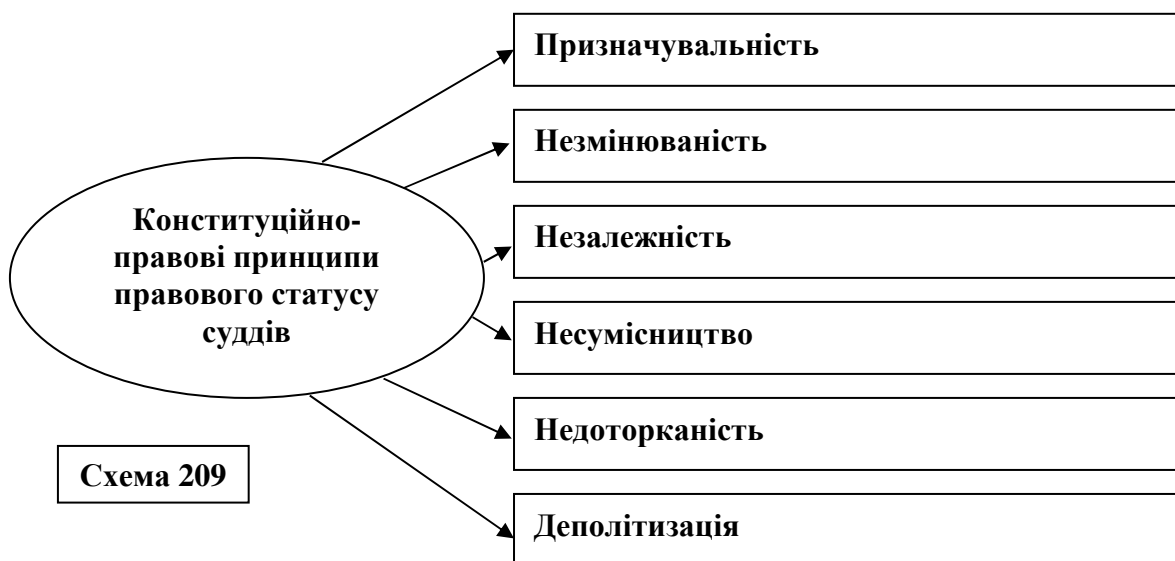 Призначувальність
Незмінюваність
Незалежність
Несумісництво
Недоторканість
Деполітизація
Конституційно-
правові принципи
правового статусу
суддів
Схема 209